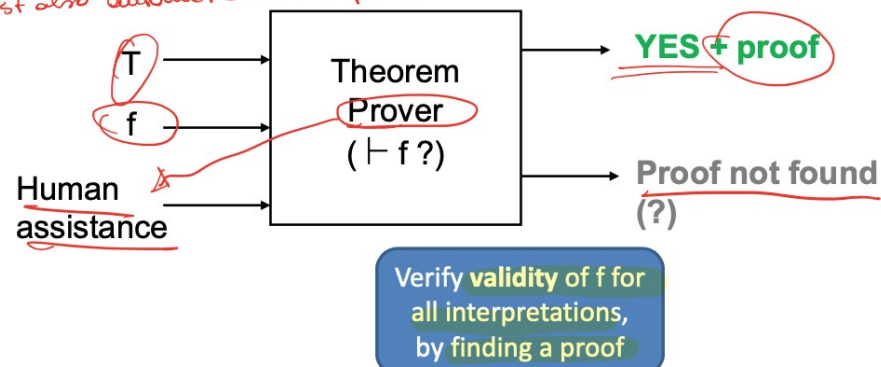 T
f
Human
assistance
Theorem
Prover
(⊢ f ?)
YES + proof
Proof not found
(?)
Verify validity of f for
all interpretations,
by finding a proof